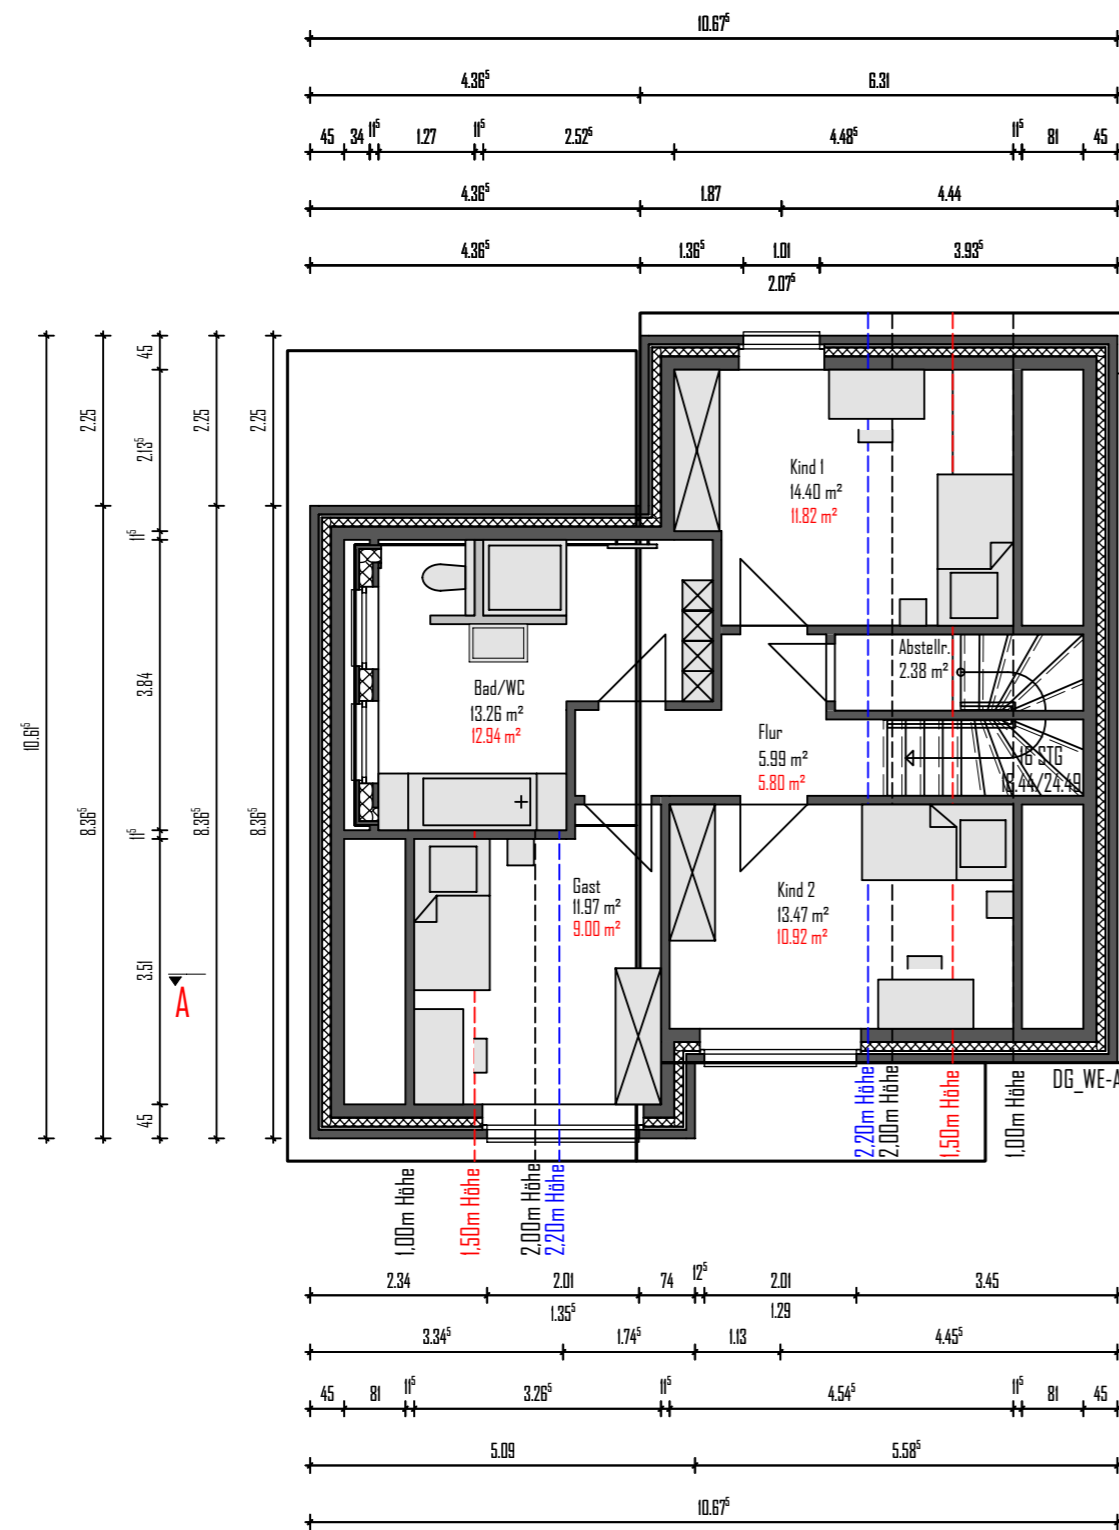 10.67⁵
4.36⁵ 6.31
45 34 11⁵ 1.27 11⁵ 2.52⁵ 4.48⁵ 11⁵ 81 45
4.36⁵ 1.87 4.44
4.36⁵ 1.36⁵ 1.01 3.93⁵
2.07⁵
10.61⁵
2.25
8.36⁵
45
2.13⁵
11⁵
3.84
11⁵
3.51
45
2.25
8.36⁵
2.25
8.36⁵
A
Kind 1
14.40 m²
11.82 m²
Abstellr.
2.38 m²
Bad/WC
13.26 m²
12.94 m²
Flur
5.99 m²
5.80 m²
16 STG
18.44/24.49
Gast
11.97 m²
9.00 m²
Kind 2
13.47 m²
10.92 m²
DG_WE-A
2,20m Höhe
2,00m Höhe
1,50m Höhe
1,00m Höhe
1,00m Höhe
1,50m Höhe
2,00m Höhe
2,20m Höhe
2.34 2.01 74 12⁵ 2.01 3.45
1.35⁵ 1.29
3.34⁵ 1.74⁵ 1.13 4.45⁵
45 81 11⁵ 3.26⁵ 11⁵ 4.54⁵ 11⁵ 81 45
5.09 5.58⁵
10.67⁵